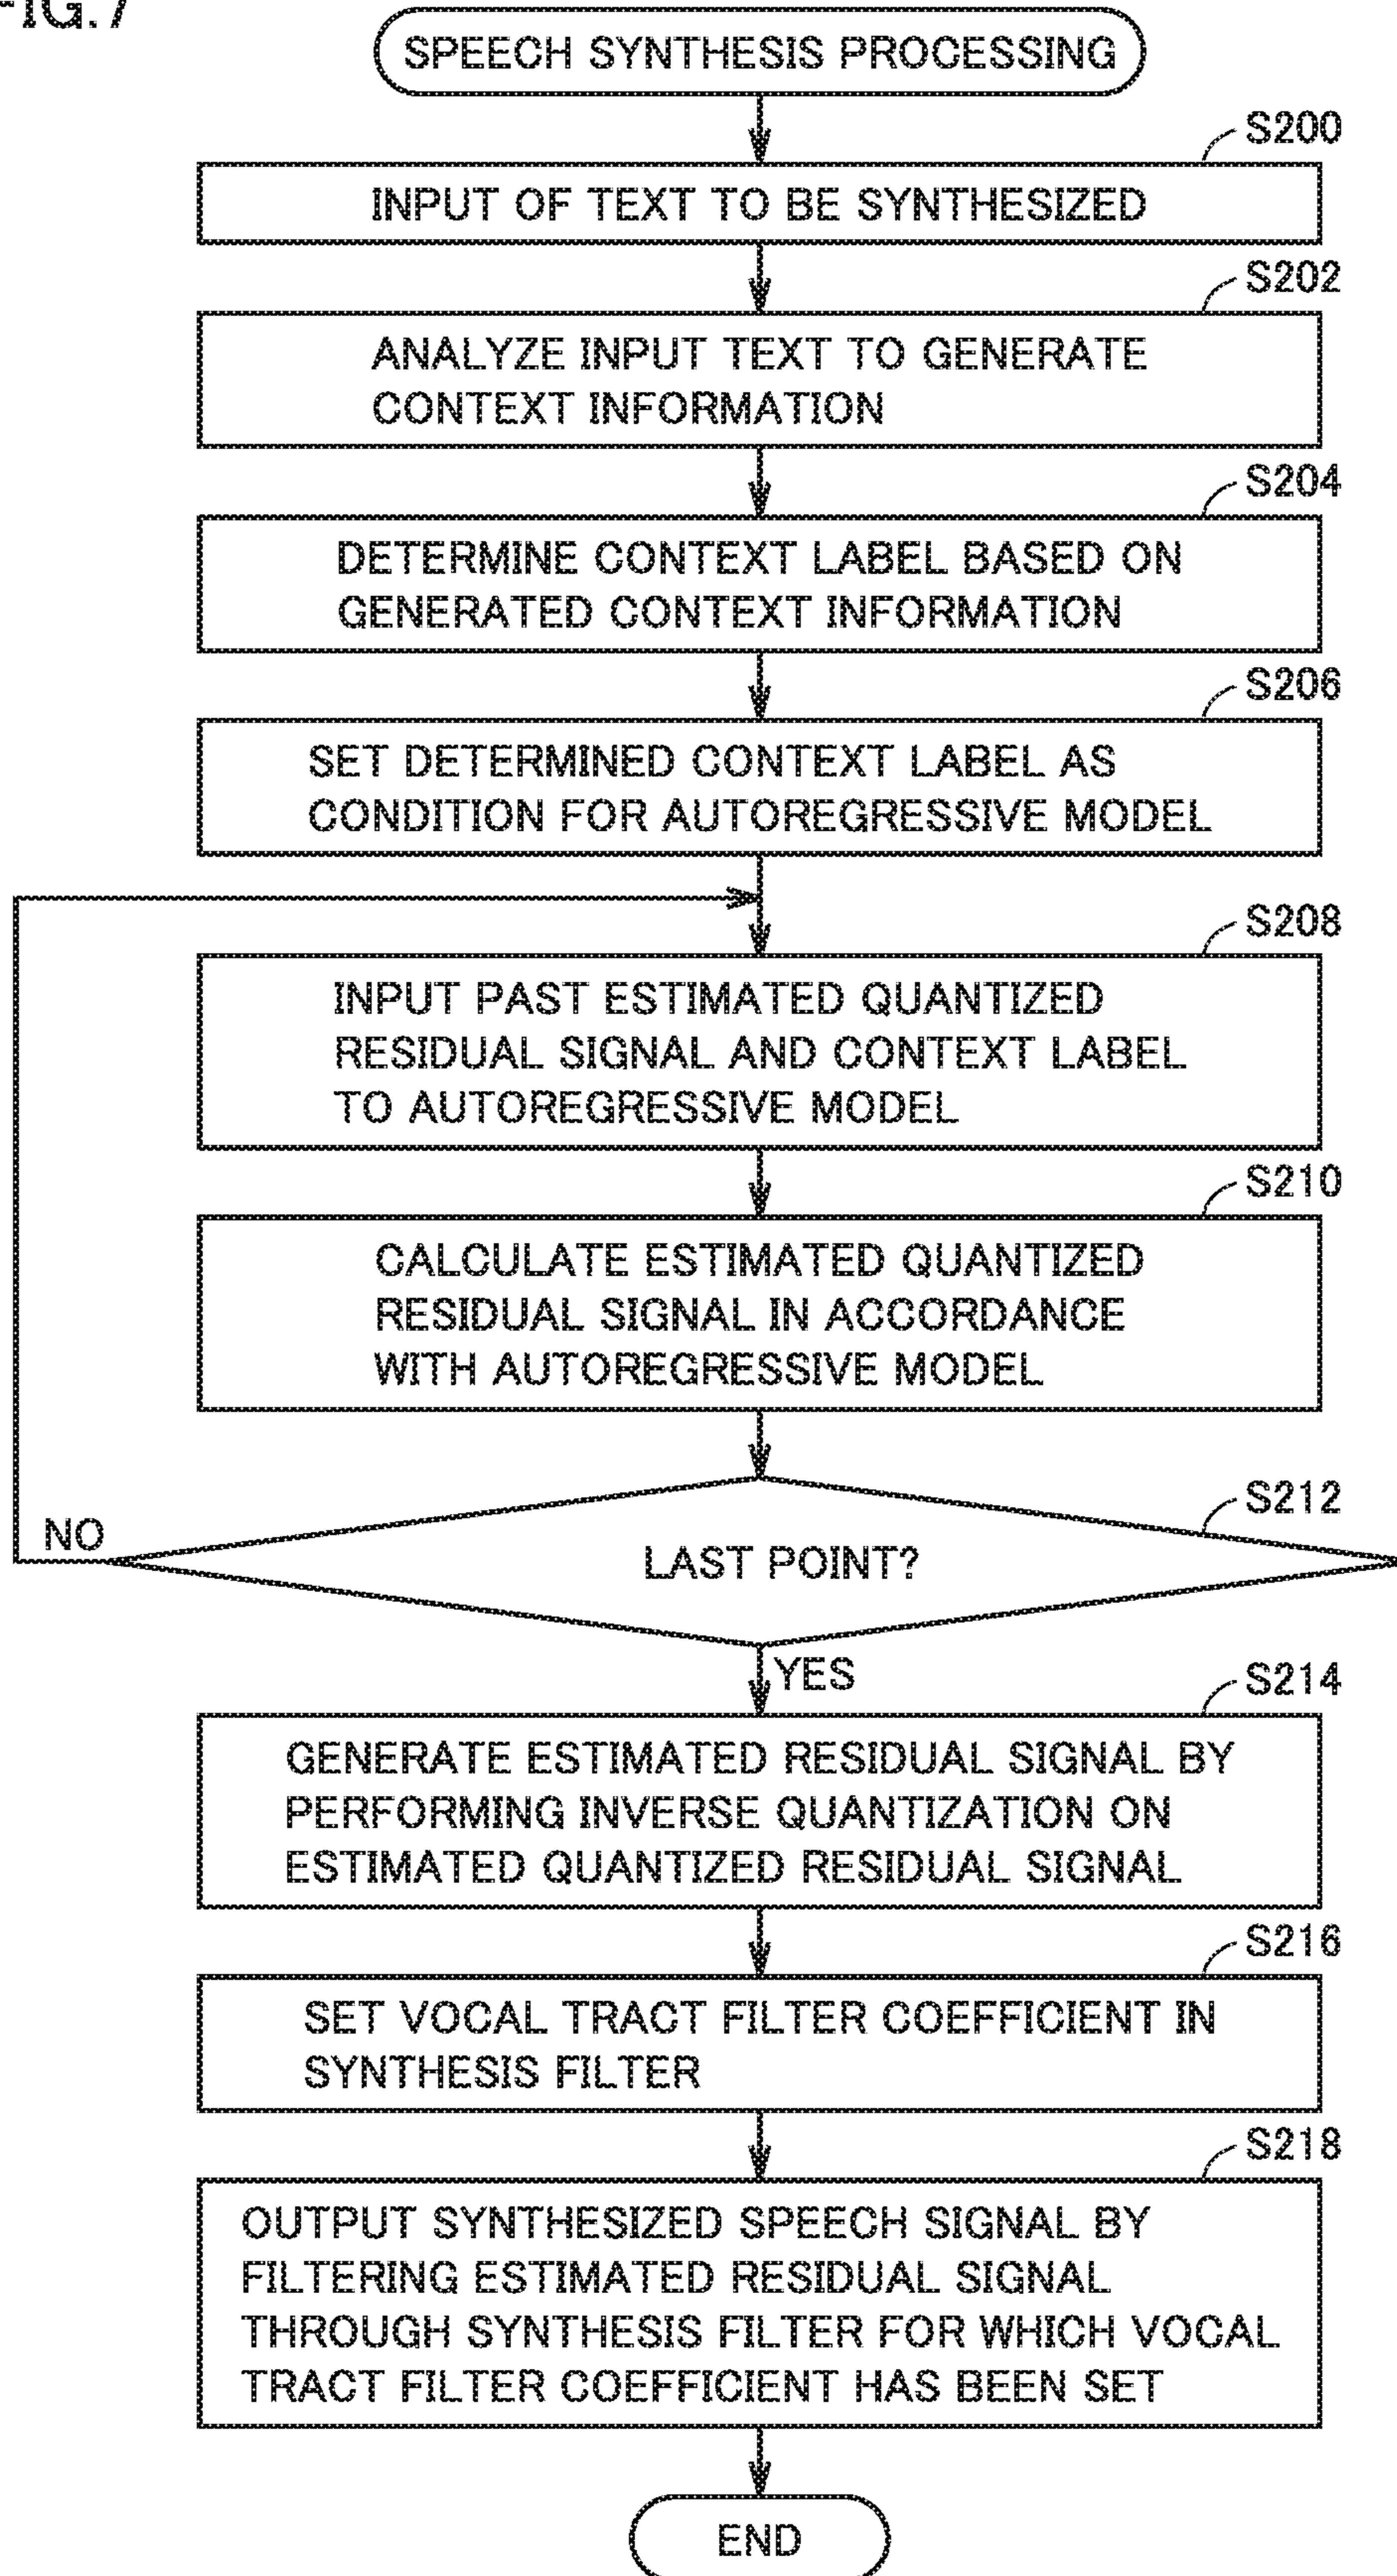 FIG.7
SPEECH SYNTHESIS PROCESSING
S200
INPUT OF TEXT TO BE SYNTHESIZED
S202
ANALYZE INPUT TEXT TO GENERATE
CONTEXT INFORMATION
S204
DETERMINE CONTEXT LABEL BASED ON
GENERATED CONTEXT INFORMATION
S206
SET DETERMINED CONTEXT LABEL AS
CONDITION FOR AUTOREGRESSIVE MODEL
S208
INPUT PAST ESTIMATED QUANTIZED
RESIDUAL SIGNAL AND CONTEXT LABEL
TO AUTOREGRESSIVE MODEL
S210
CALCULATE ESTIMATED QUANTIZED
RESIDUAL SIGNAL IN ACCORDANCE
WITH AUTOREGRESSIVE MODEL
S212
NO
LAST POINT?
YES
S214
GENERATE ESTIMATED RESIDUAL SIGNAL BY
PERFORMING INVERSE QUANTIZATION ON
ESTIMATED QUANTIZED RESIDUAL SIGNAL
S216
SET VOCAL TRACT FILTER COEFFICIENT IN
SYNTHESIS FILTER
S218
OUTPUT SYNTHESIZED SPEECH SIGNAL BY
FILTERING ESTIMATED RESIDUAL SIGNAL
THROUGH SYNTHESIS FILTER FOR WHICH VOCAL
TRACT FILTER COEFFICIENT HAS BEEN SET
END